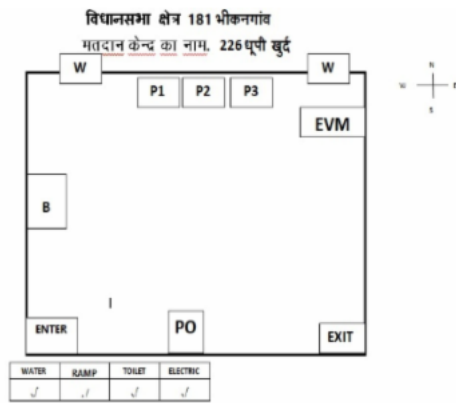 विधानसभा क्षेत्र 181 भीकनगांव
मतदान केन्द्र का नाम. 226 धूपी खुर्द
W W
P1 P2 P3
EVM
N
W E
S
B
ENTER PO EXIT
WATER RAMP TOILET ELECTRIC
√ √ √ √